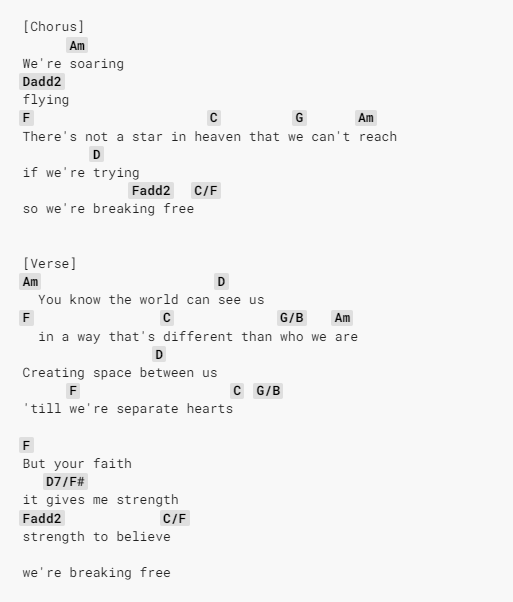 [Chorus]
      Am
We're soaring
Dadd2
flying
F                       C          G       Am
There's not a star in heaven that we can't reach
         D
if we're trying
              Fadd2   C/F
so we're breaking free

[Verse]
Am                       D
  You know the world can see us
F                 C              G/B    Am
  in a way that's different than who we are
                 D
Creating space between us
      F                    C  G/B
'till we're separate hearts

F
But your faith
   D7/F#
it gives me strength
Fadd2             C/F
strength to believe

we're breaking free